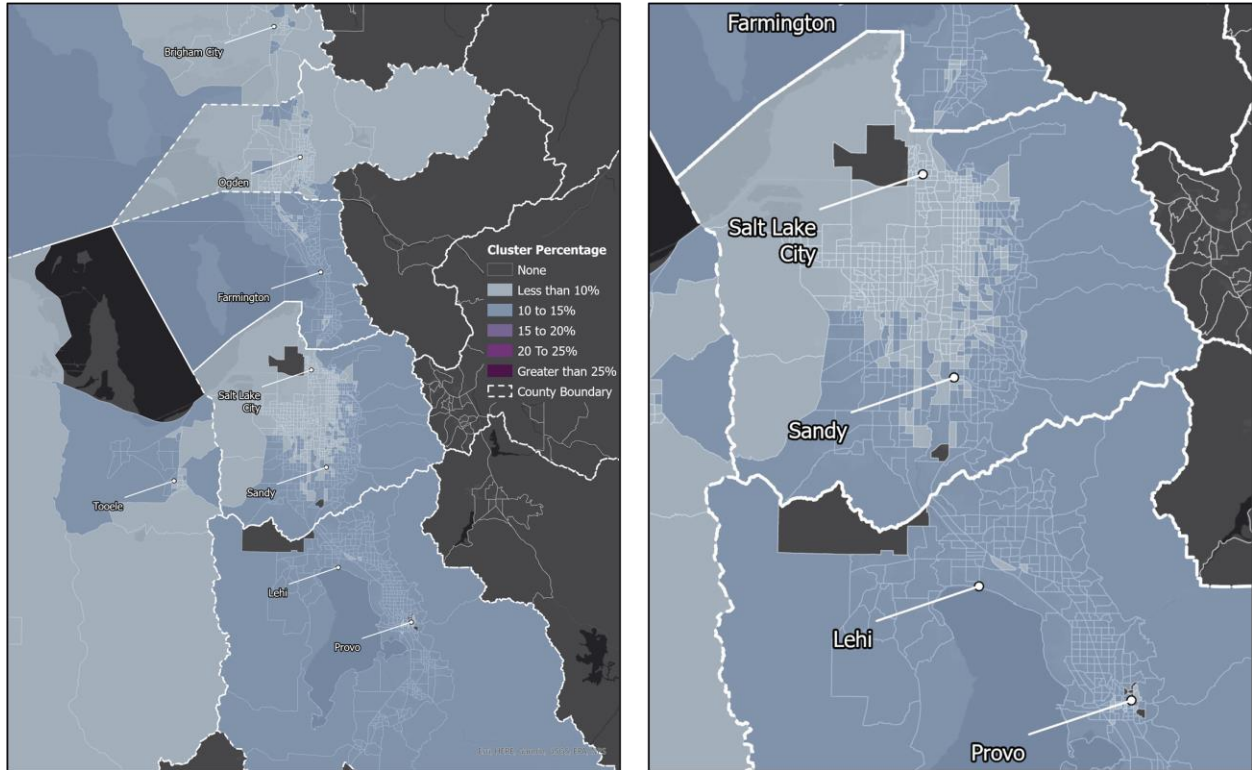 Brigham City
Ogden
Farmington
Cluster Percentage
None
Less than 10%
10 to 15%
15 to 20%
20 To 25%
Greater than 25%
County Boundary
Salt Lake
City
Sandy
Tooele
Lehi
Provo
Farmington
Salt Lake
City
Sandy
Lehi
Provo